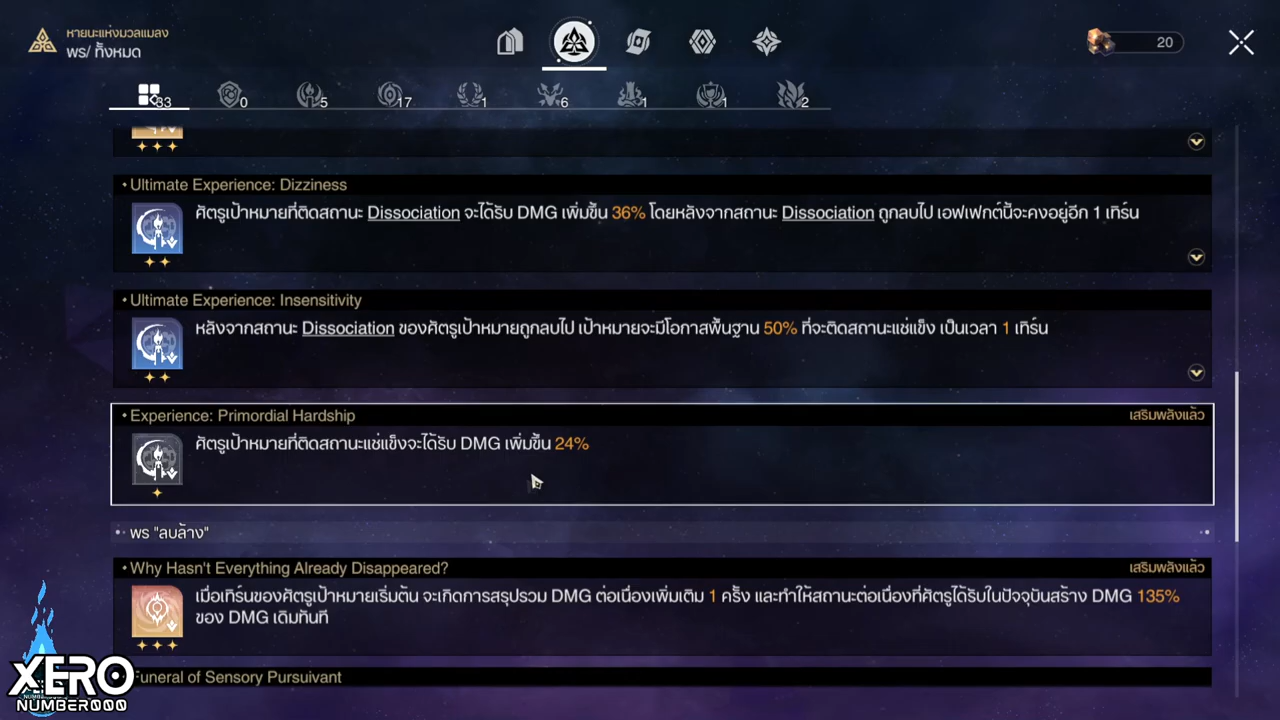 หายนะแห่งมวลแมลง
พร/ ทั้งหมด
20
33 0 5 17 1 6 1 1 2
Ultimate Experience: Dizziness
ศัตรูเป้าหมายที่ติดสถานะ Dissociation จะได้รับ DMG เพิ่มขึ้น 36% โดยหลังจากสถานะ Dissociation ถูกลบไป เอฟเฟกต์นี้จะคงอยู่อีก 1 เทิร์น
Ultimate Experience: Insensitivity
หลังจากสถานะ Dissociation ของศัตรูเป้าหมายถูกลบไป เป้าหมายจะมีโอกาสพื้นฐาน 50% ที่จะติดสถานะแช่แข็ง เป็นเวลา 1 เทิร์น
Experience: Primordial Hardship เสริมพลังแล้ว
ศัตรูเป้าหมายที่ติดสถานะแช่แข็งจะได้รับ DMG เพิ่มขึ้น 24%
พร "ลบล้าง"
Why Hasn't Everything Already Disappeared? เสริมพลังแล้ว
เมื่อเทิร์นของศัตรูเป้าหมายเริ่มต้น จะเกิดการสรุปรวม DMG ต่อเนื่องเพิ่มเติม 1 ครั้ง และทำให้สถานะต่อเนื่องที่ศัตรูได้รับในปัจจุบันสร้าง DMG 135%
ของ DMG เดิมทันที
Funeral of Sensory Pursuivant
XERO
NUMBER000